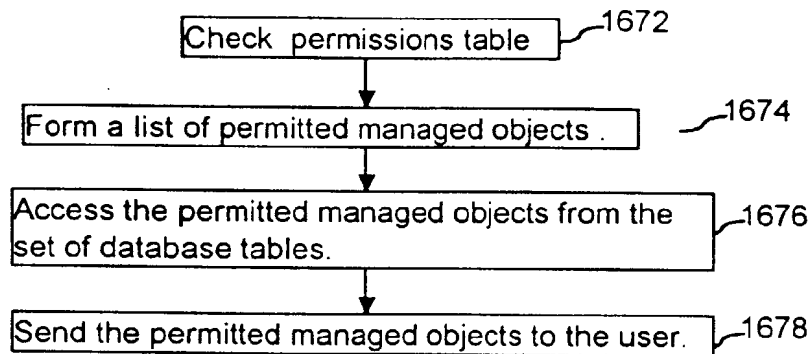 Check permissions table
1672
Form a list of permitted managed objects .
1674
Access the permitted managed objects from the
set of database tables.
1676
Send the permitted managed objects to the user.
1678